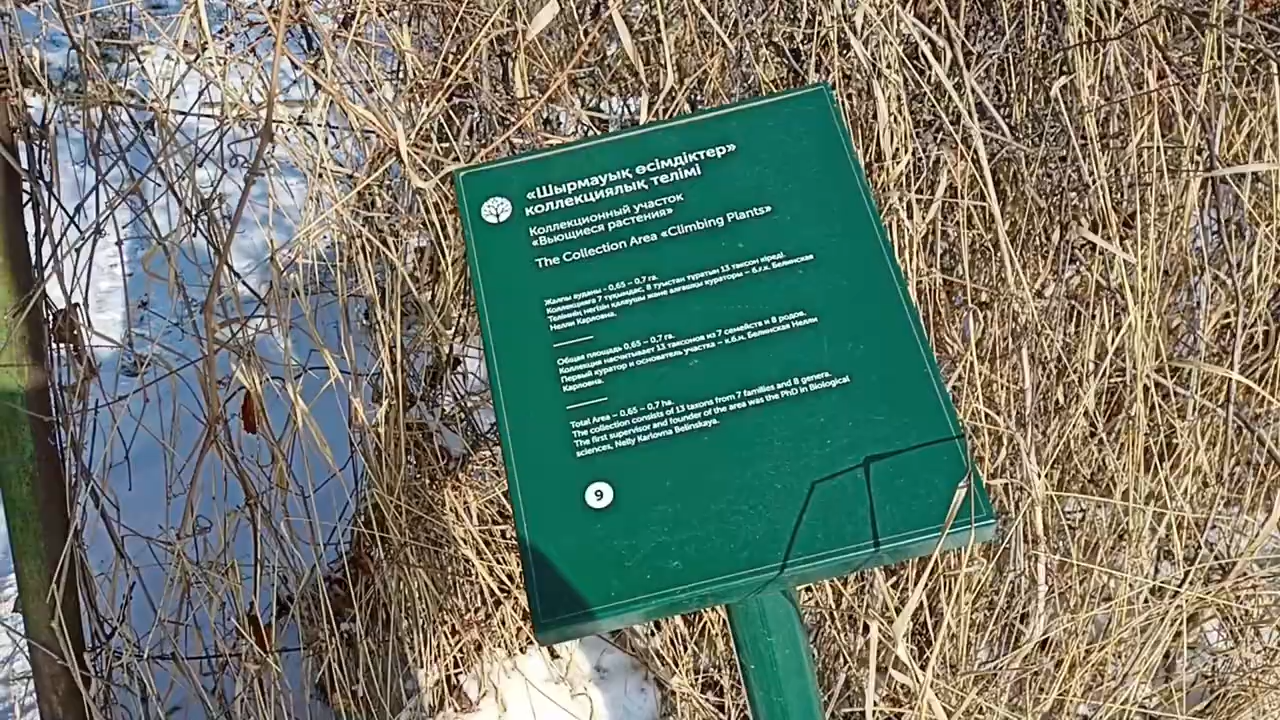 «Шырмауық өсімдіктер»
коллекциялық телімі
Коллекционный участок
«Вьющиеся растения»
The Collection Area «Climbing Plants»
Жалпы ауданы - 0,65 – 0,7 га.
Коллекцияға 7 тұқымдас, 8 туыстан тұратын 13 таксон кіреді.
Телімнің негізін қалаушы және алғашқы кураторы – б.ғ.к. Белинская
Нелли Карловна.
Общая площадь 0,65 – 0,7 га.
Коллекция насчитывает 13 таксонов из 7 семейств и 8 родов.
Первый куратор и основатель участка – к.б.н. Белинская Нелли
Карловна.
Total Area – 0,65 – 0,7 ha.
The collection consists of 13 taxons from 7 families and 8 genera.
The first supervisor and founder of the area was the PhD in Biological
sciences, Nelly Karlovna Belinskaya.
9